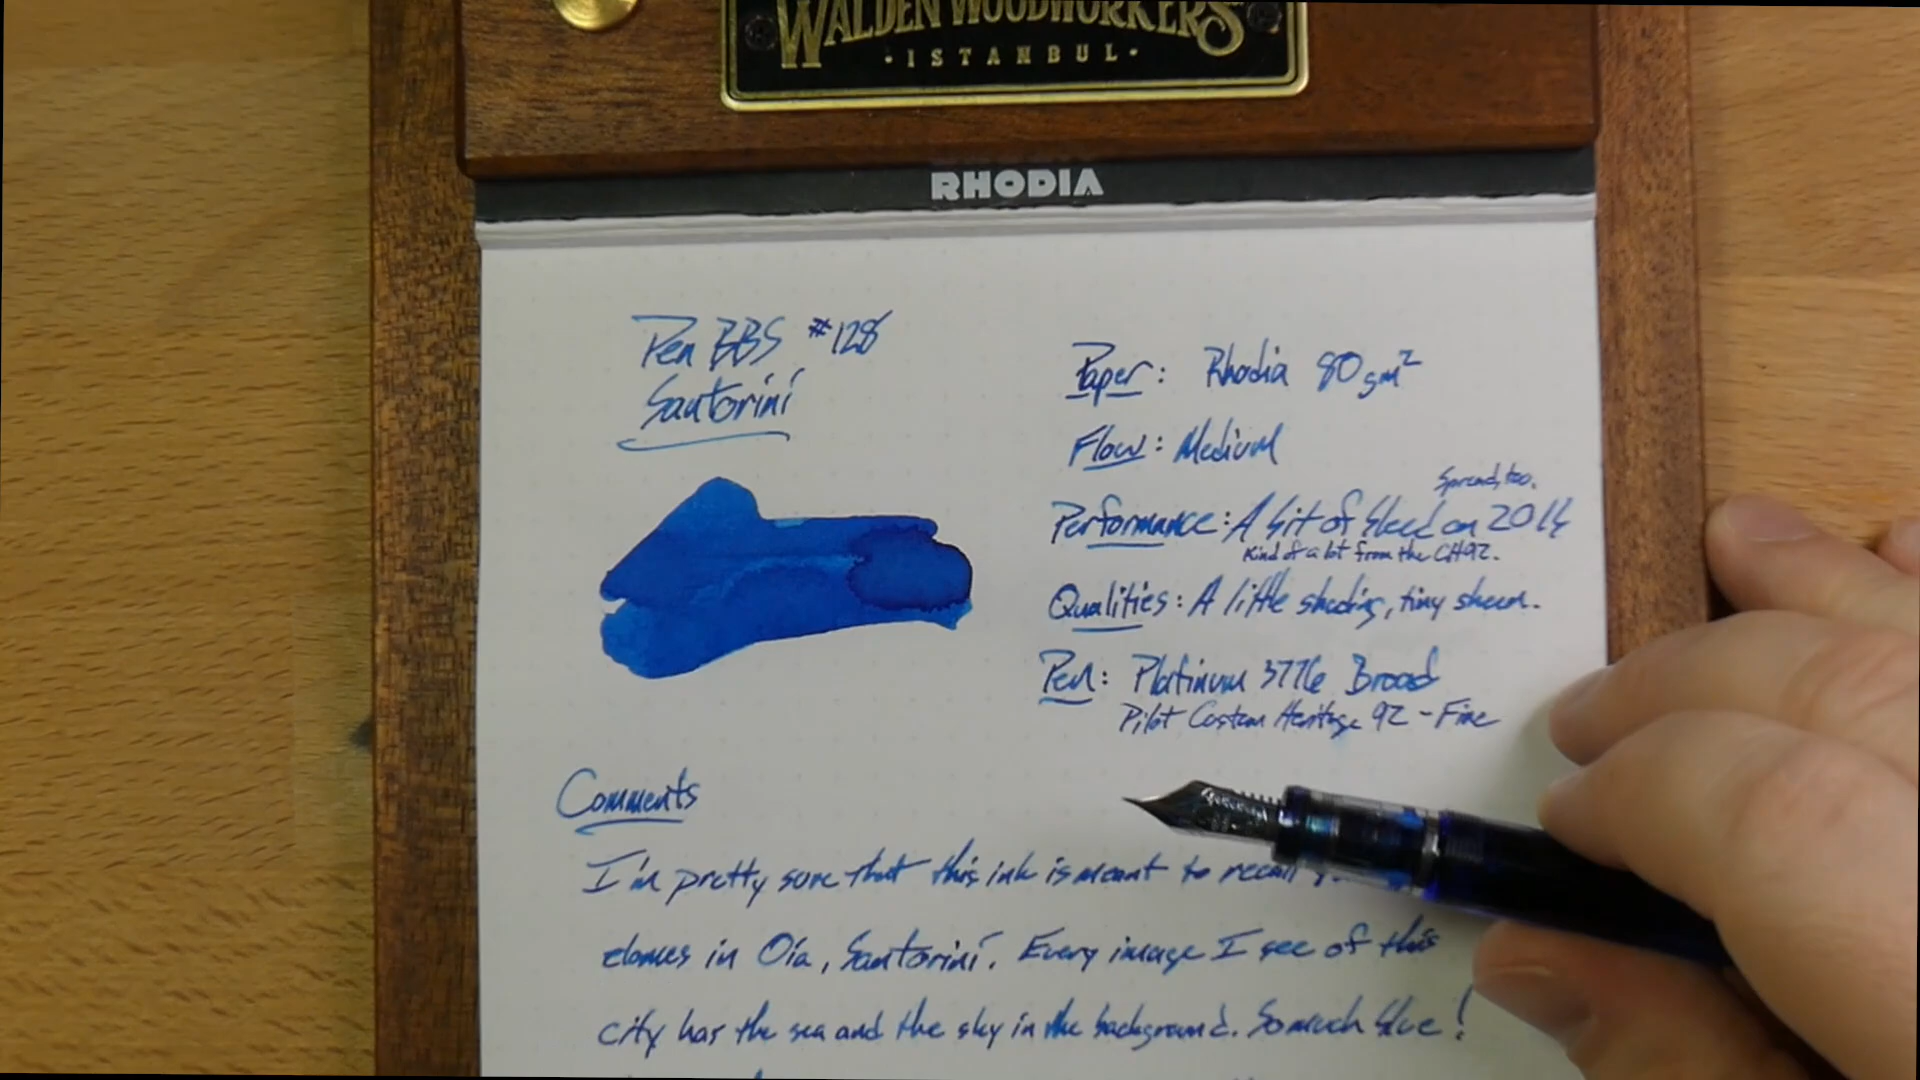 WALDEN WOODWORKERS
· ISTANBUL ·
RHODIA
Pen BBS #128
Santorini
Paper: Rhodia 80gm²
Flow: Medium
Spread, too.
Performance: A bit of bleed on 20 lb
Kind of a lot from the CH92.
Qualities: A little shading, tiny sheen.
Pen: Platinum 3776 Broad
Pilot Custom Heritage 92 - Fine
Comments
I'm pretty sure that this ink is meant to recall
domes in Oia, Santorini. Every image I see of this
city has the sea and the sky in the background. So much blue!